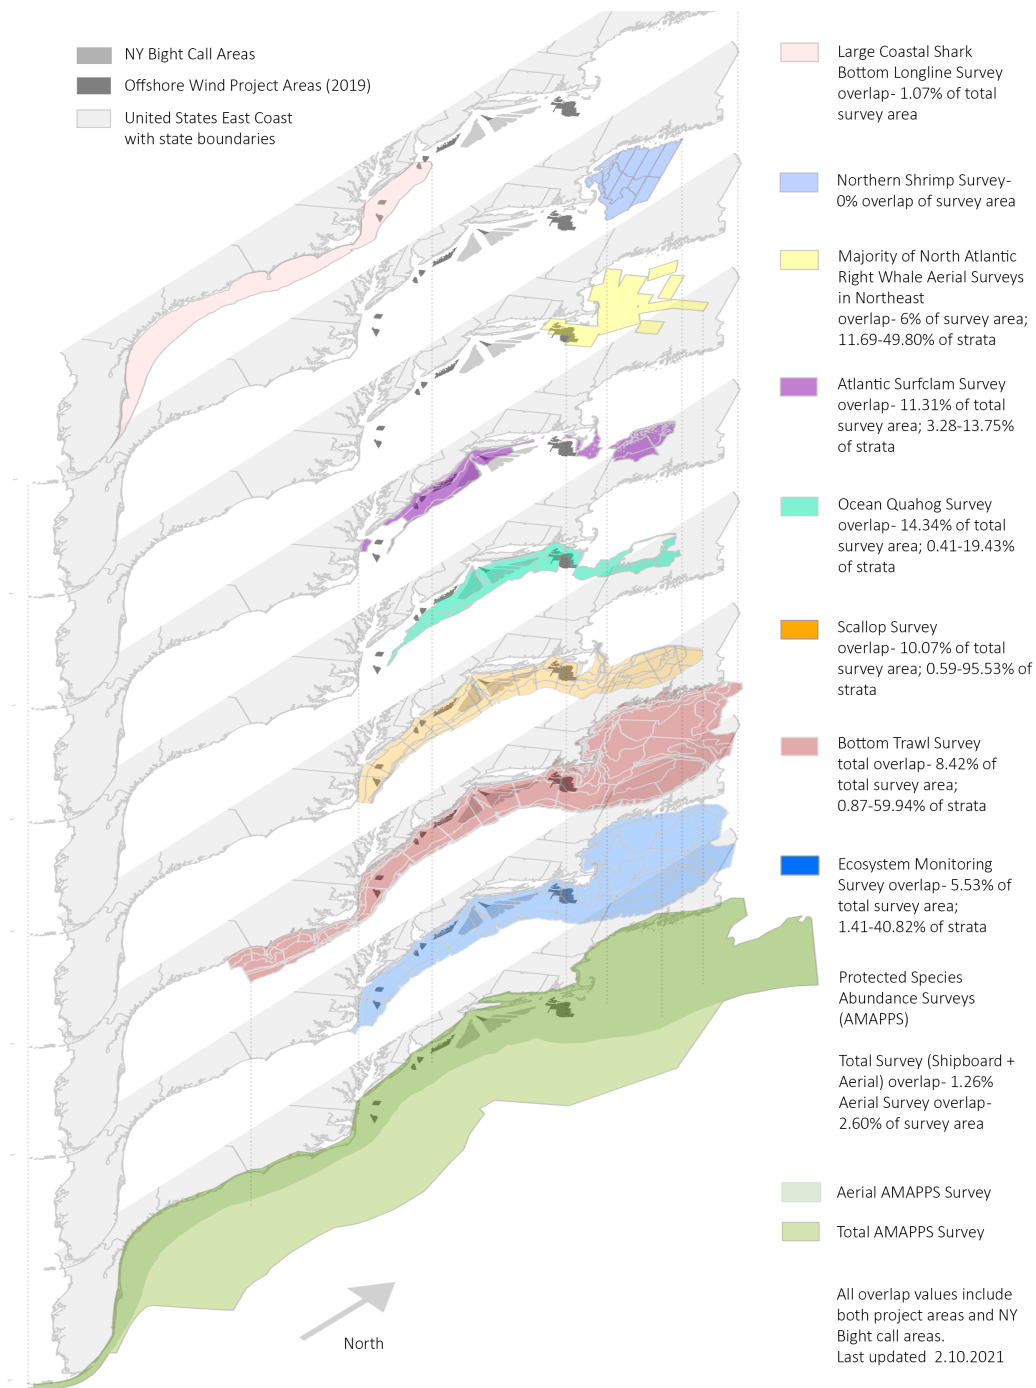 NY Bight Call Areas
Offshore Wind Project Areas (2019)
United States East Coast
with state boundaries
Large Coastal Shark
Bottom Longline Survey
overlap- 1.07% of total
survey area
Northern Shrimp Survey-
0% overlap of survey area
Majority of North Atlantic
Right Whale Aerial Surveys
in Northeast
overlap- 6% of survey area;
11.69-49.80% of strata
Atlantic Surfclam Survey
overlap- 11.31% of total
survey area; 3.28-13.75%
of strata
Ocean Quahog Survey
overlap- 14.34% of total
survey area; 0.41-19.43%
of strata
Scallop Survey
overlap- 10.07% of total
survey area; 0.59-95.53% of
strata
Bottom Trawl Survey
total overlap- 8.42% of
total survey area;
0.87-59.94% of strata
Ecosystem Monitoring
Survey overlap- 5.53% of
total survey area;
1.41-40.82% of strata
Protected Species
Abundance Surveys
(AMAPPS)
Total Survey (Shipboard +
Aerial) overlap- 1.26%
Aerial Survey overlap-
2.60% of survey area
Aerial AMAPPS Survey
Total AMAPPS Survey
All overlap values include
both project areas and NY
Bight call areas.
Last updated 2.10.2021
North